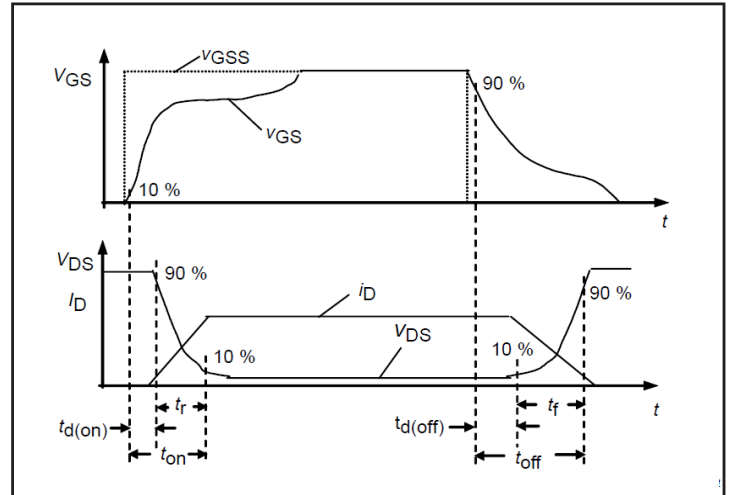 vGSS
VGS
90 %
vGS
10 %
t
VDS
90 %
ID
iD
90 %
VDS
10 %
10 %
tr
tf
t
td(on)
td(off)
ton
toff